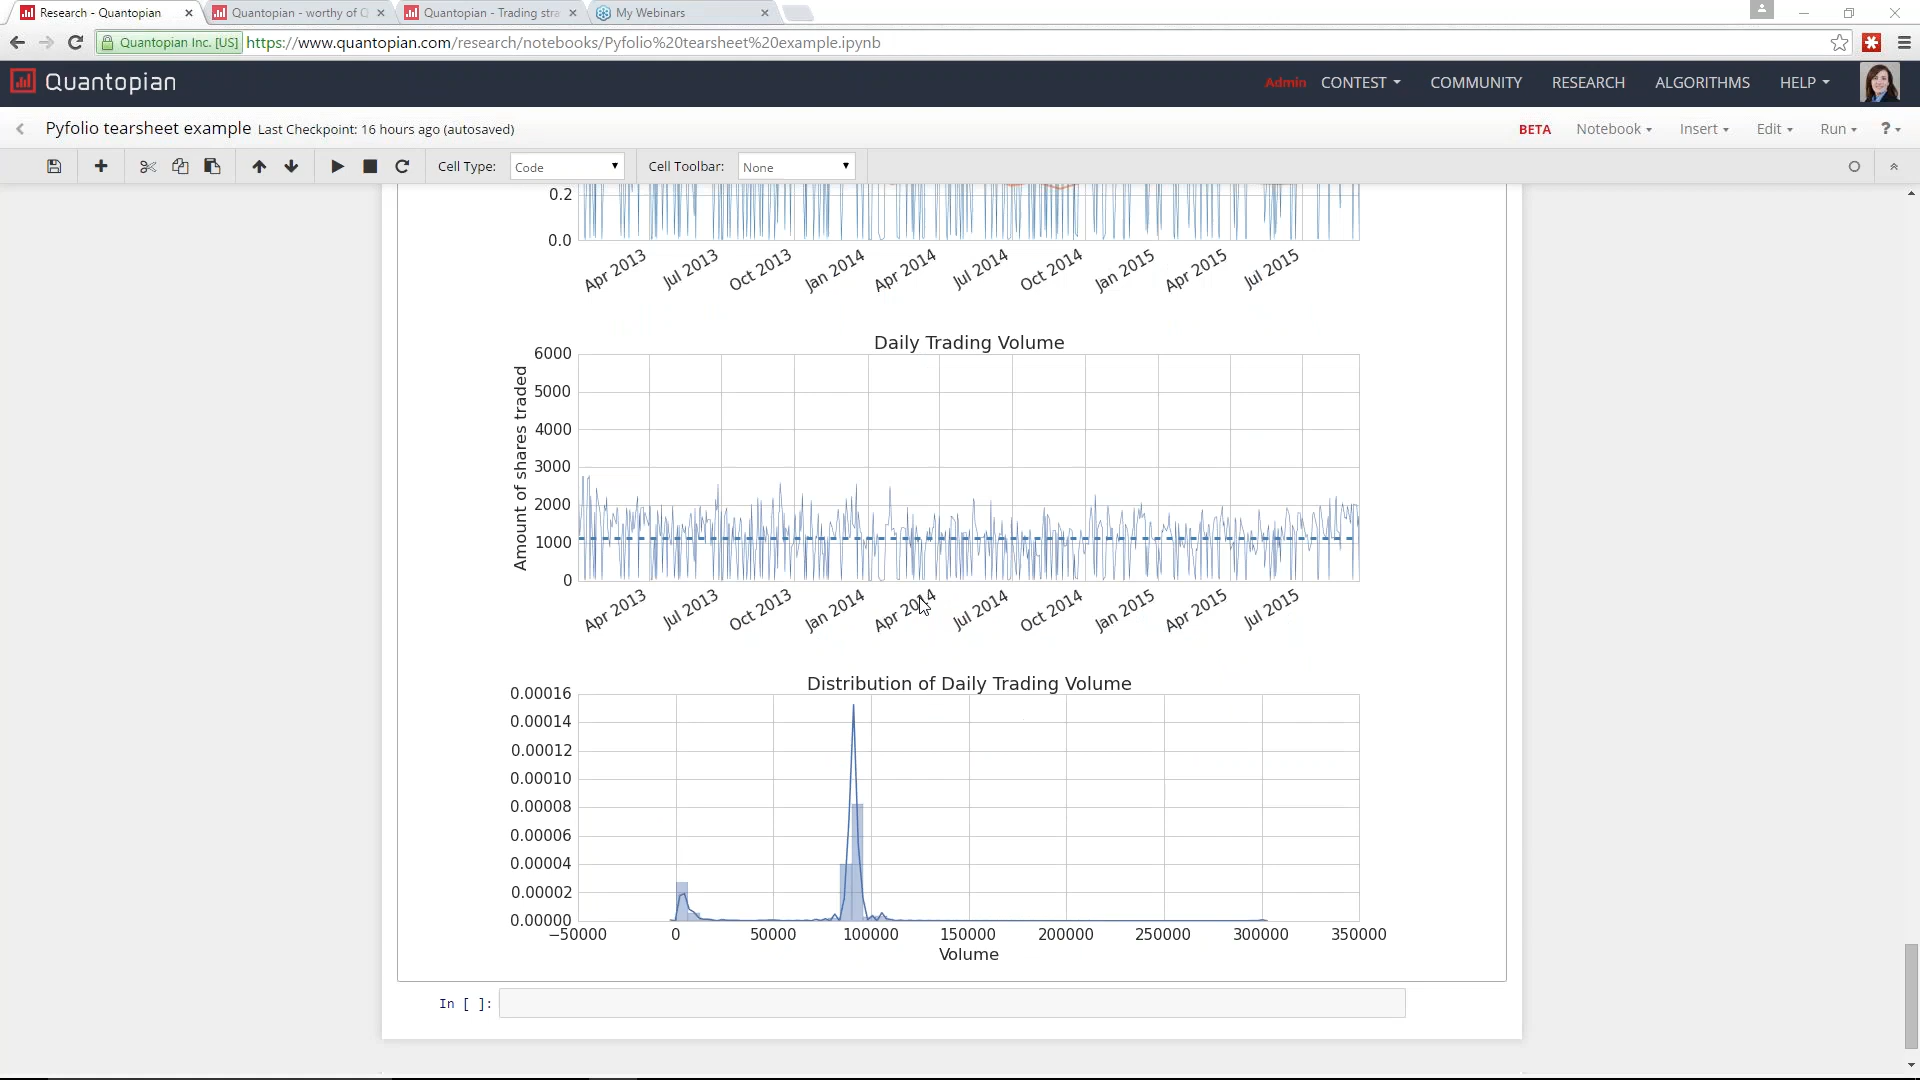 Research - Quantopian
Quantopian - worthy of Q
Quantopian - Trading stra
My Webinars
Quantopian Inc. [US] https://www.quantopian.com/research/notebooks/Pyfolio%20tearsheet%20example.ipynb
Quantopian
Admin CONTEST COMMUNITY RESEARCH ALGORITHMS HELP
Pyfolio tearsheet example Last Checkpoint: 16 hours ago (autosaved)
BETA Notebook Insert Edit Run ?
Cell Type: Code Cell Toolbar: None
0.2
0.0
Apr 2013 Jul 2013 Oct 2013 Jan 2014 Apr 2014 Jul 2014 Oct 2014 Jan 2015 Apr 2015 Jul 2015
Daily Trading Volume
Amount of shares traded
6000
5000
4000
3000
2000
1000
0
Apr 2013 Jul 2013 Oct 2013 Jan 2014 Apr 2014 Jul 2014 Oct 2014 Jan 2015 Apr 2015 Jul 2015
Distribution of Daily Trading Volume
0.00016
0.00014
0.00012
0.00010
0.00008
0.00006
0.00004
0.00002
0.00000
−50000 0 50000 100000 150000 200000 250000 300000 350000
Volume
In [ ]: